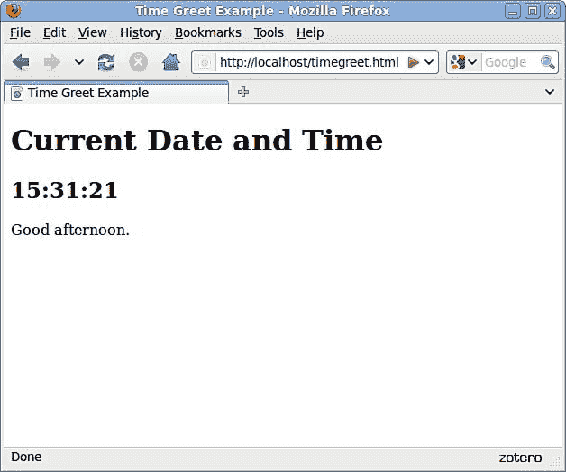 Time Greet Example - Mozilla Firefox
File Edit View History Bookmarks Tools Help
http://localhost/timegreet.html Google
Time Greet Example
Current Date and Time
15:31:21
Good afternoon.
Done zotero